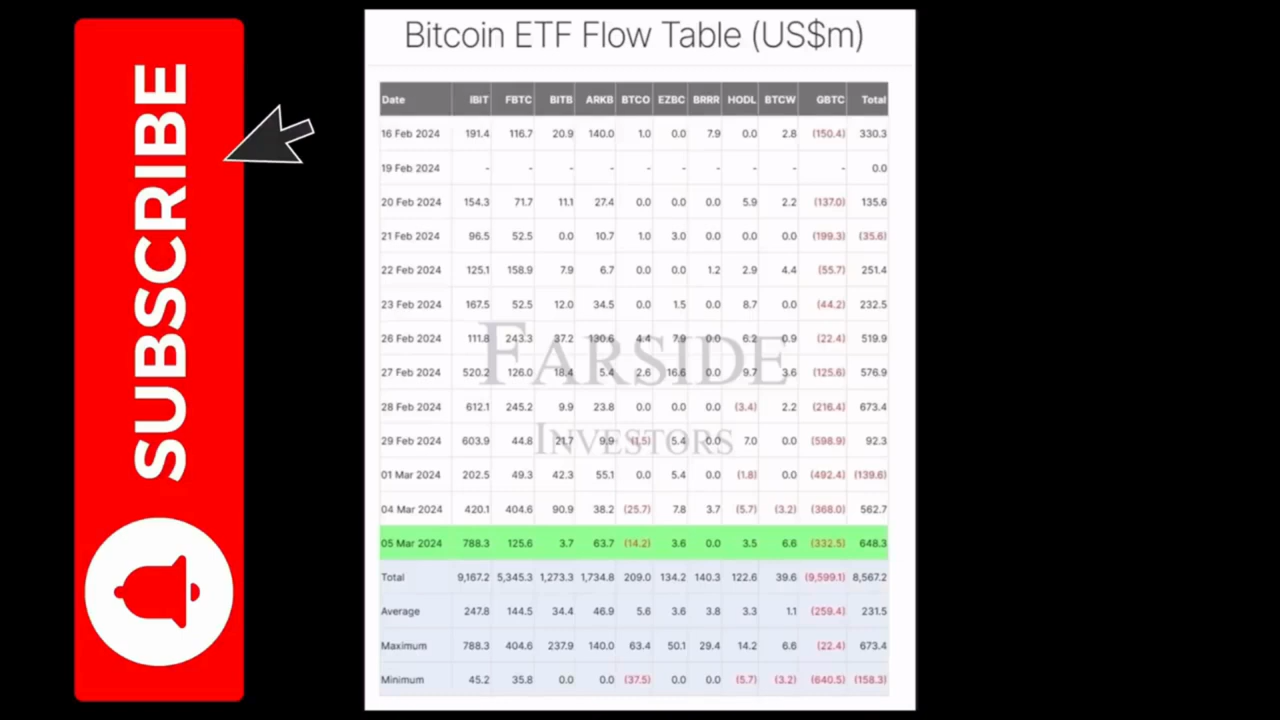 SUBSCRIBE
Bitcoin ETF Flow Table (US$m)
Date IBIT FBTC BITB ARKB BTCO EZBC BRRR HODL BTCW GBTC Total
16 Feb 2024 191.4 116.7 20.9 140.0 1.0 0.0 7.9 0.0 2.8 (150.4) 330.3
19 Feb 2024 - - - - - - - - - - 0.0
20 Feb 2024 154.3 71.7 11.1 27.4 0.0 0.0 0.0 5.9 2.2 (137.0) 135.6
21 Feb 2024 96.5 52.5 0.0 10.7 1.0 3.0 0.0 0.0 0.0 (199.3) (35.6)
22 Feb 2024 125.1 158.9 7.9 6.7 0.0 0.0 1.2 2.9 4.4 (55.7) 251.4
23 Feb 2024 167.5 52.5 12.0 34.5 0.0 1.5 0.0 8.7 0.0 (44.2) 232.5
26 Feb 2024 111.8 243.3 37.2 130.6 4.4 7.9 0.0 6.2 0.9 (22.4) 519.9
27 Feb 2024 520.2 126.0 18.4 5.4 2.6 16.6 0.0 9.7 3.6 (125.6) 576.9
FARSIDE
28 Feb 2024 612.1 245.2 9.9 23.8 0.0 0.0 0.0 (3.4) 2.2 (216.4) 673.4
29 Feb 2024 603.9 44.8 21.7 9.9 (1.5) 5.4 0.0 7.0 0.0 (598.9) 92.3
INVESTORS
01 Mar 2024 202.5 49.3 42.3 55.1 0.0 5.4 0.0 (1.8) 0.0 (492.4) (139.6)
04 Mar 2024 420.1 404.6 90.9 38.2 (25.7) 7.8 3.7 (5.7) (3.2) (368.0) 562.7
05 Mar 2024 788.3 125.6 3.7 63.7 (14.2) 3.6 0.0 3.5 6.6 (332.5) 648.3
Total 9,167.2 5,345.3 1,273.3 1,734.8 209.0 134.2 140.3 122.6 39.6 (9,599.1) 8,567.2
Average 247.8 144.5 34.4 46.9 5.6 3.6 3.8 3.3 1.1 (259.4) 231.5
Maximum 788.3 404.6 237.9 140.0 63.4 50.1 29.4 14.2 6.6 (22.4) 673.4
Minimum 45.2 35.8 0.0 0.0 (37.5) 0.0 0.0 (5.7) (3.2) (640.5) (158.3)